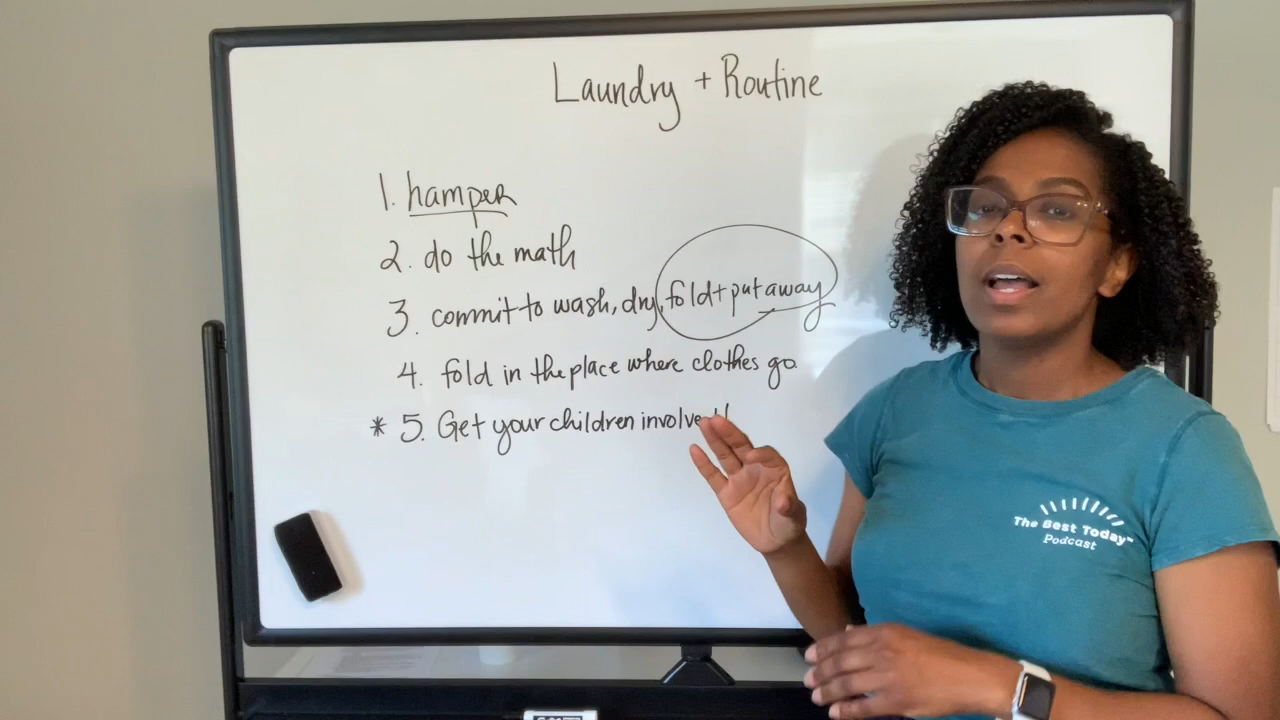 Laundry + Routine
1. hamper
2. do the math
3. commit to wash, dry, fold + put away
4. fold in the place where clothes go
* 5. Get your children involved!
The Best Today™
Podcast